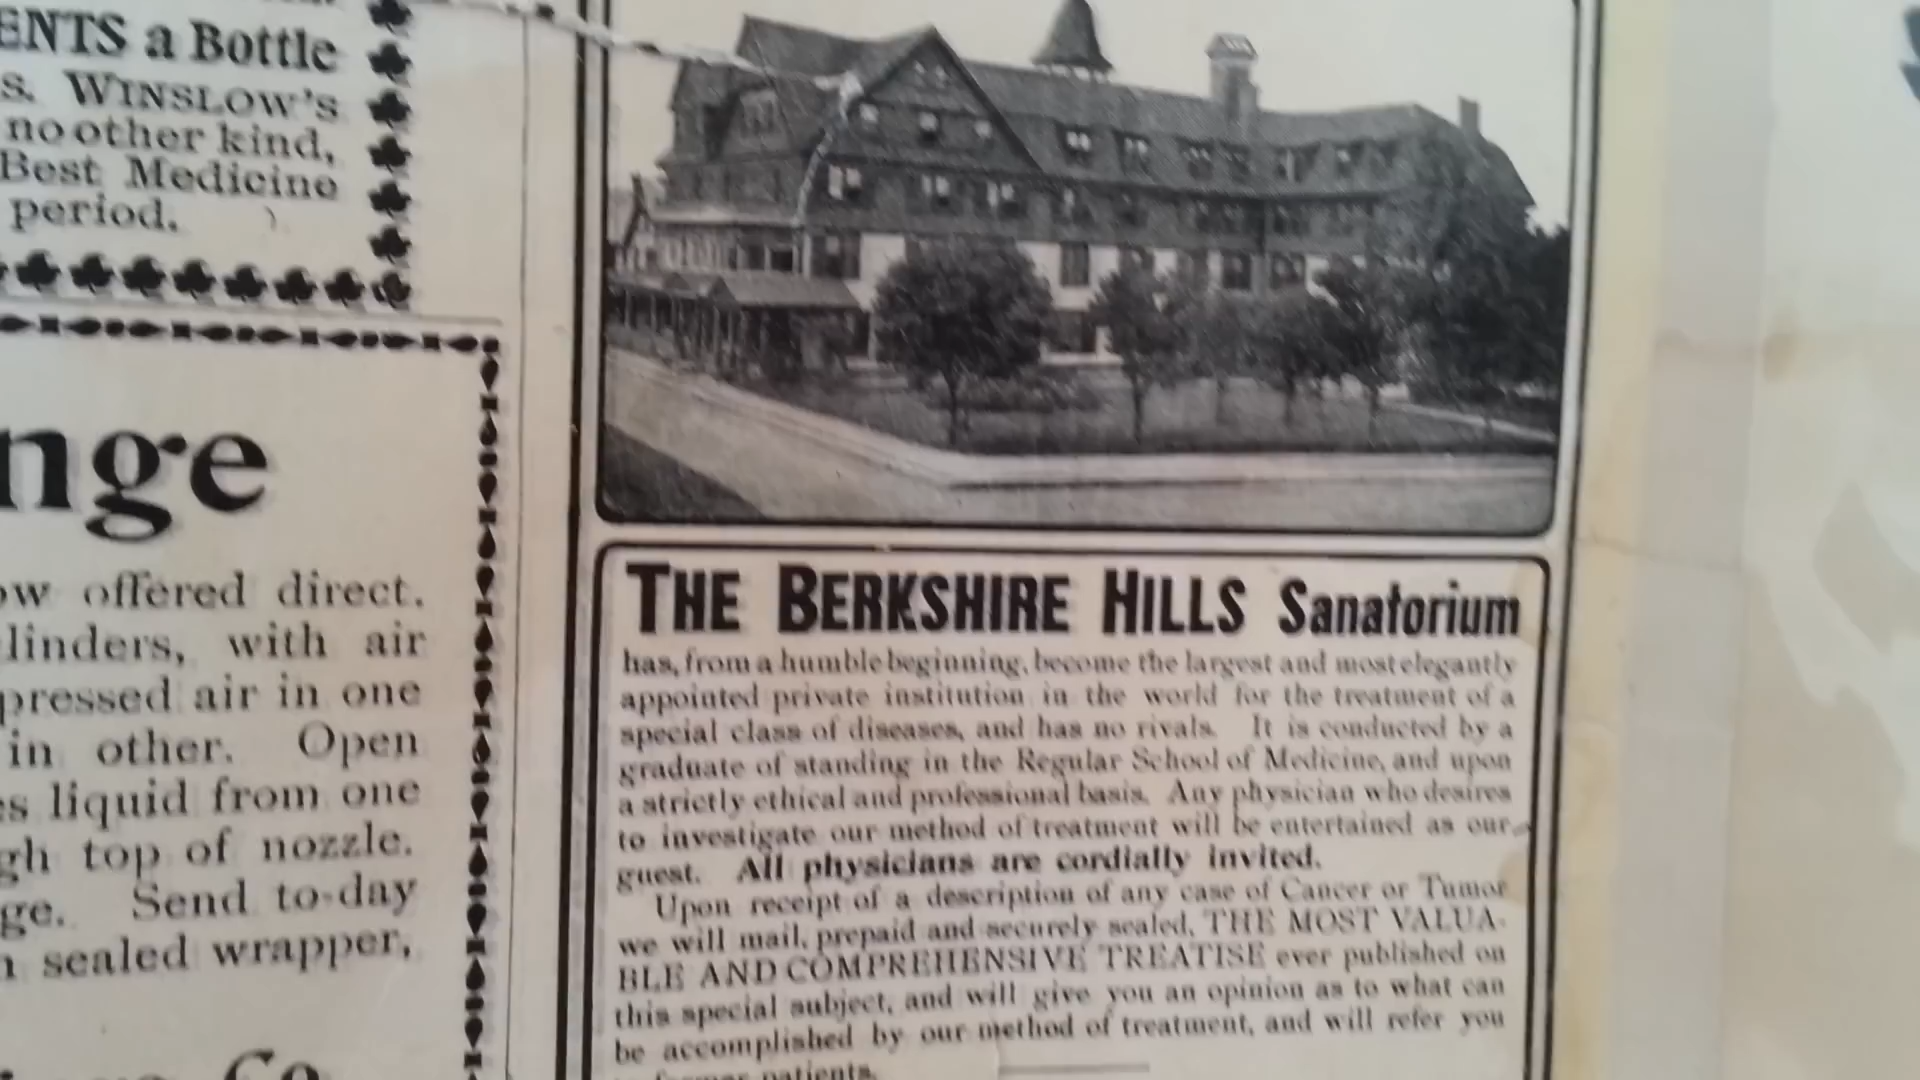 ENTS a Bottle
s. WINSLOW'S
no other kind,
Best Medicine
period.
nge
ow offered direct.
linders, with air
pressed air in one
in other. Open
es liquid from one
gh top of nozzle.
ge. Send to-day
n sealed wrapper,
Co
THE BERKSHIRE HILLS Sanatorium
has, from a humble beginning, become the largest and most elegantly
appointed private institution in the world for the treatment of a
special class of diseases, and has no rivals. It is conducted by a
graduate of standing in the Regular School of Medicine, and upon
a strictly ethical and professional basis. Any physician who desires
to investigate our method of treatment will be entertained as our
guest. All physicians are cordially invited.
Upon receipt of a description of any case of Cancer or Tumor
we will mail, prepaid and securely sealed, THE MOST VALUA-
BLE AND COMPREHENSIVE TREATISE ever published on
this special subject, and will give you an opinion as to what can
be accomplished by our method of treatment, and will refer you
to former patients.